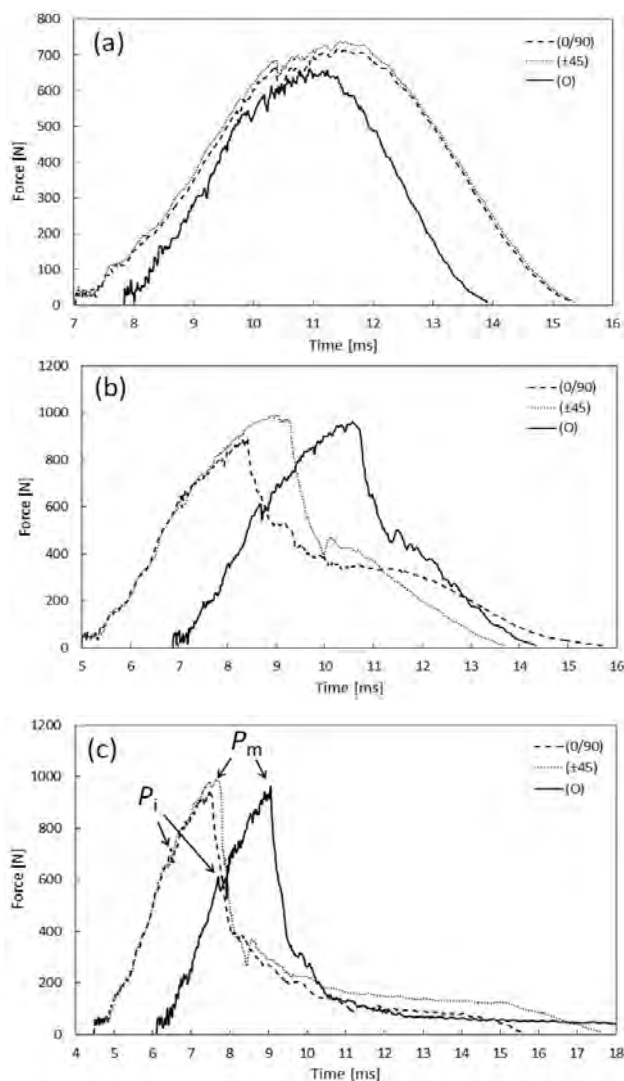 (a)
(0/90)
(±45)
(O)
Force [N]
800
700
600
500
400
300
200
100
0
7 8 9 10 11 12 13 14 15 16
Time [ms]
(b)
(0/90)
(±45)
(O)
Force [N]
1200
1000
800
600
400
200
0
5 6 7 8 9 10 11 12 13 14 15 16
Time [ms]
(c)
Pm
Pi
(0/90)
(±45)
(O)
Force [N]
1200
1000
800
600
400
200
0
4 5 6 7 8 9 10 11 12 13 14 15 16 17 18
Time [ms]